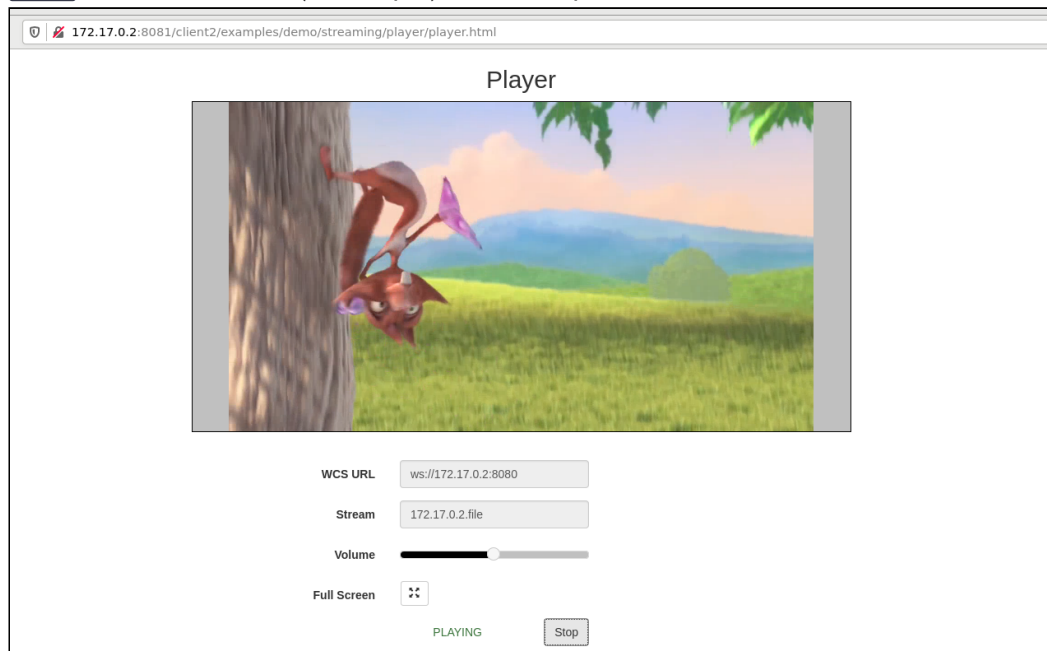 172.17.0.2:8081/client2/examples/demo/streaming/player/player.html
Player
WCS URL
ws://172.17.0.2:8080
Stream
172.17.0.2.file
Volume
Full Screen
PLAYING
Stop